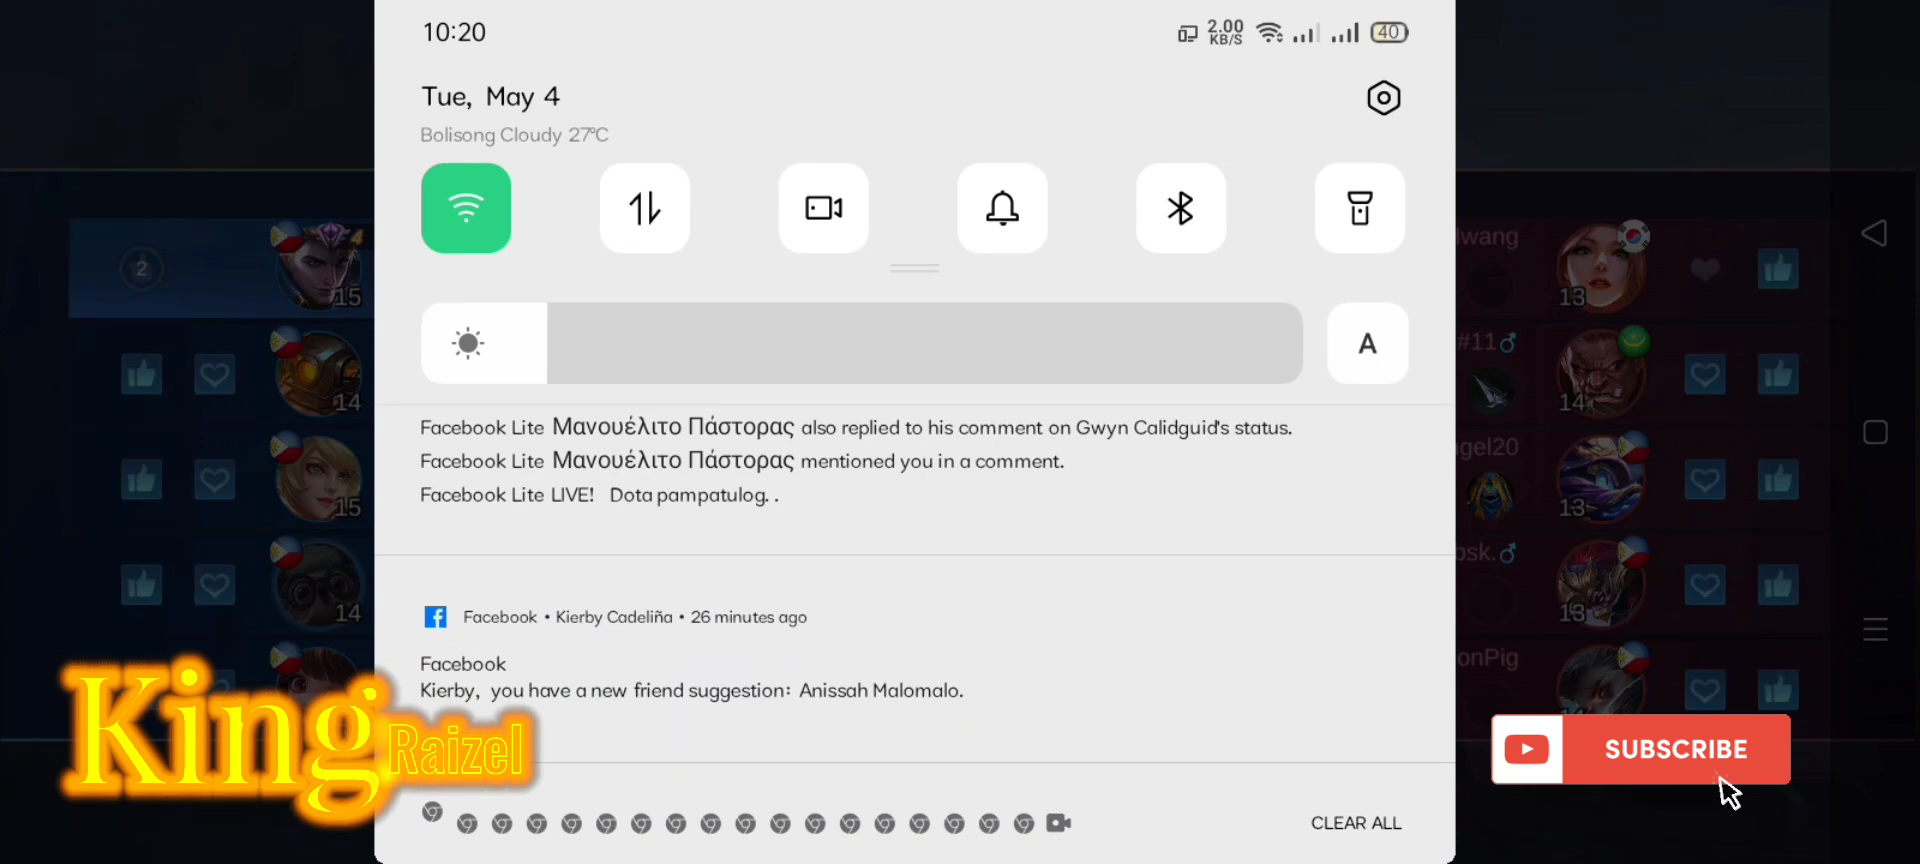 10:20
2.00
KB/S
40
Tue, May 4
Bolisong Cloudy 27°C
A
Facebook Lite Μανουέλιτο Πάστορας also replied to his comment on Gwyn Calidguid's status.
Facebook Lite Μανουέλιτο Πάστορας mentioned you in a comment.
Facebook Lite LIVE! Dota pampatulog. .
Facebook • Kierby Cadeliña • 26 minutes ago
Facebook
Kierby, you have a new friend suggestion: Anissah Malomalo.
CLEAR ALL
2
4
15
14
15
14
lwang
13
#11♂
14
gel20
13
osk.♂
13
onPig
King
Raizel
SUBSCRIBE